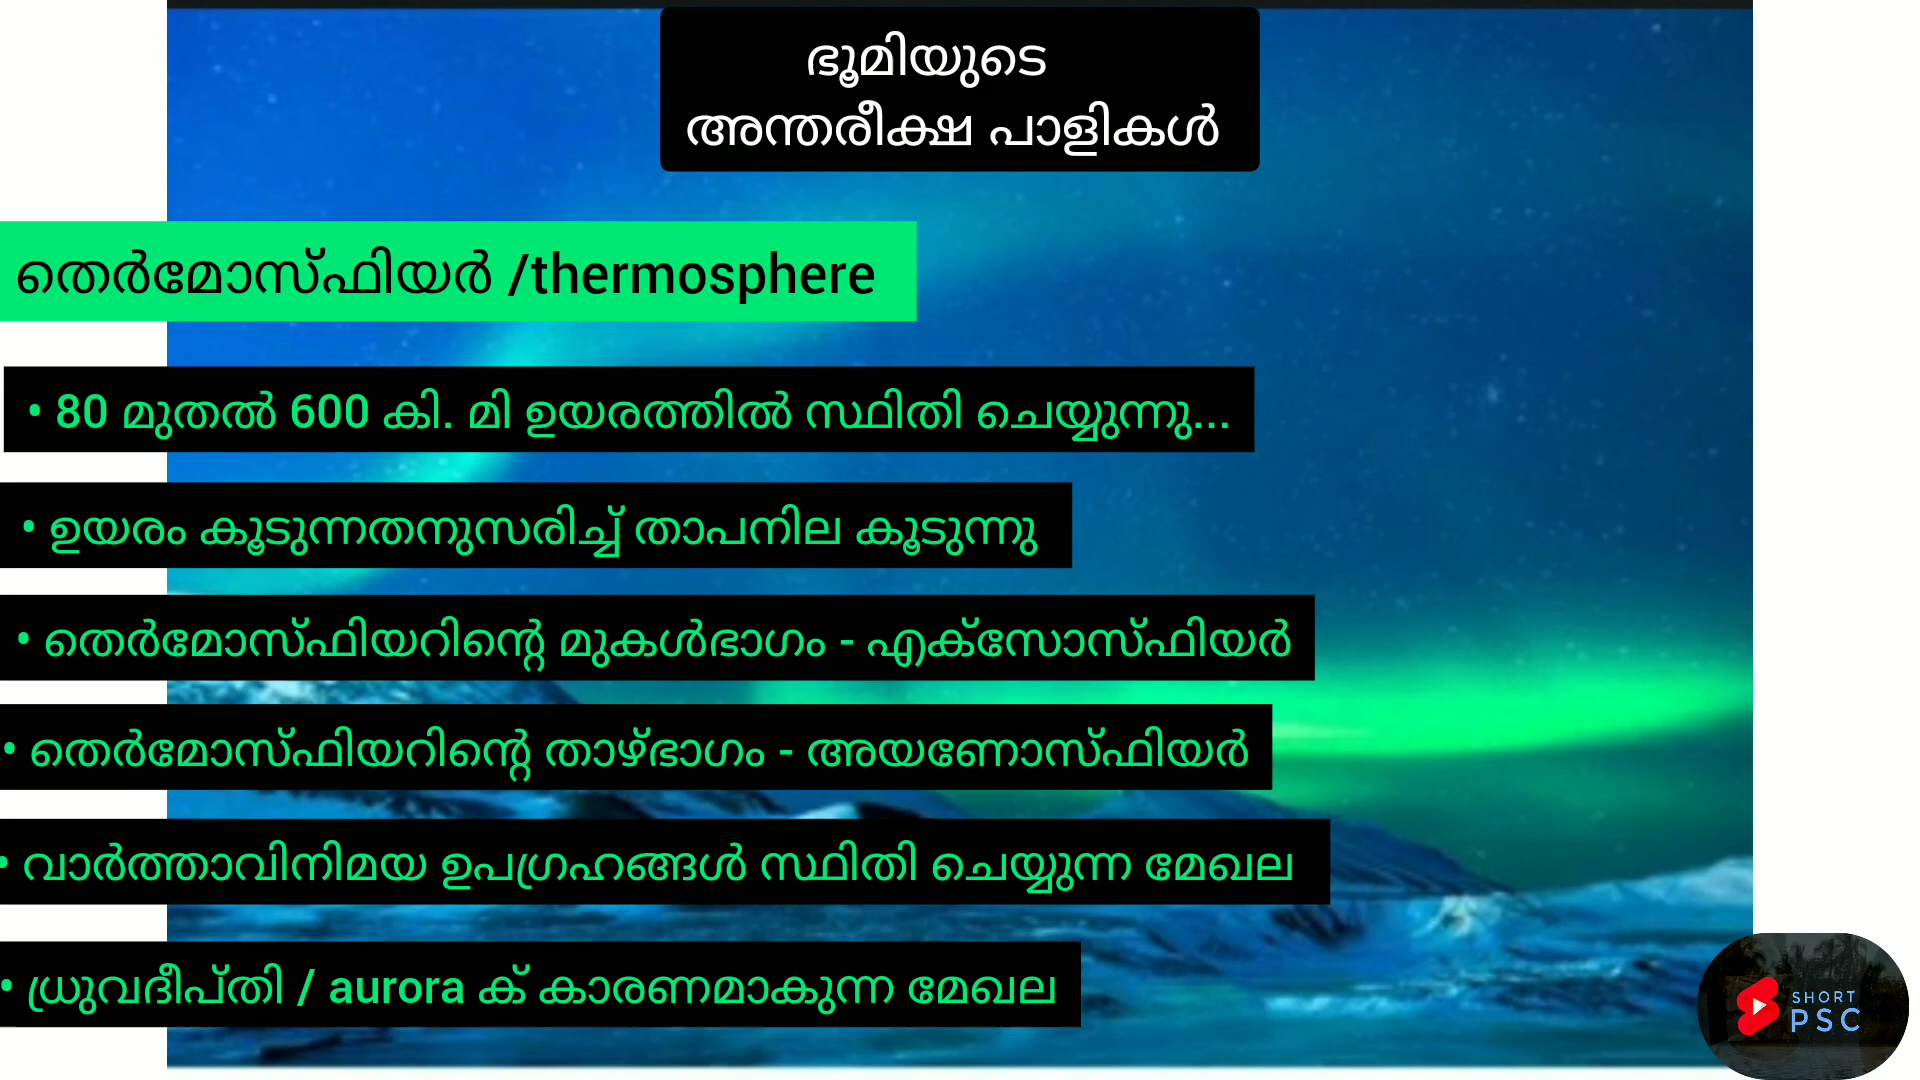 ഭൂമിയുടെ
അന്തരീക്ഷ പാളികൾ
തെർമോസ്ഫിയർ /thermosphere
• 80 മുതൽ 600 കി. മി ഉയരത്തിൽ സ്ഥിതി ചെയ്യുന്നു...
• ഉയരം കൂടുന്നതനുസരിച്ച് താപനില കൂടുന്നു
• തെർമോസ്ഫിയറിന്റെ മുകൾഭാഗം - എക്സോസ്ഫിയർ
• തെർമോസ്ഫിയറിന്റെ താഴ്ഭാഗം - അയണോസ്ഫിയർ
• വാർത്താവിനിമയ ഉപഗ്രഹങ്ങൾ സ്ഥിതി ചെയ്യുന്ന മേഖല
• ധ്രുവദീപ്തി / aurora ക് കാരണമാകുന്ന മേഖല
SHORT
PSC